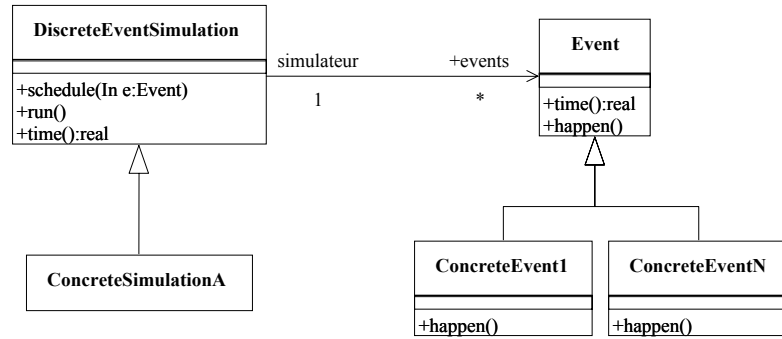 DiscreteEventSimulation
+schedule(In e:Event)
+run()
+time():real
simulateur
+events
1
*
Event
+time():real
+happen()
ConcreteSimulationA
ConcreteEvent1
+happen()
ConcreteEventN
+happen()